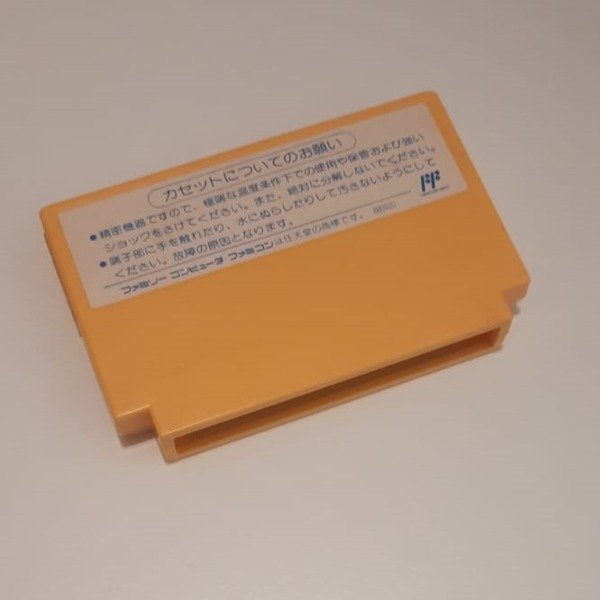 カセットについてのお願い
●精密機器ですので、極端な温度条件下での使用や保管および強い
ショックをさけてください。また、絶対に分解しないでください。
●端子部に手を触れたり、水にぬらしたりして汚さないようにして
ください。故障の原因となります。
ファミリーコンピュータ ファミコンは任天堂の商標です。